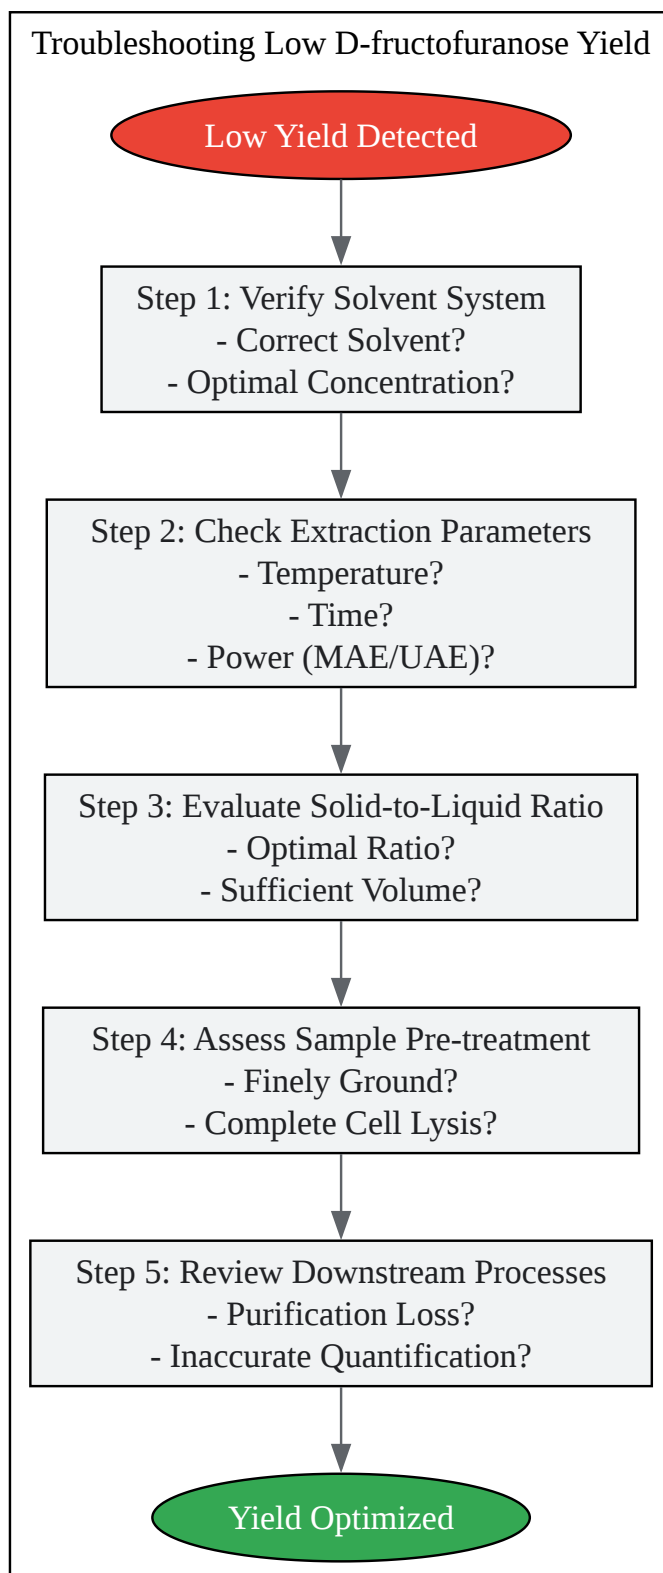 Troubleshooting Low D-fructofuranose Yield
Low Yield Detected
Step 1: Verify Solvent System
- Correct Solvent?
- Optimal Concentration?
Step 2: Check Extraction Parameters
- Temperature?
- Time?
- Power (MAE/UAE)?
Step 3: Evaluate Solid-to-Liquid Ratio
- Optimal Ratio?
- Sufficient Volume?
Step 4: Assess Sample Pre-treatment
- Finely Ground?
- Complete Cell Lysis?
Step 5: Review Downstream Processes
- Purification Loss?
- Inaccurate Quantification?
Yield Optimized